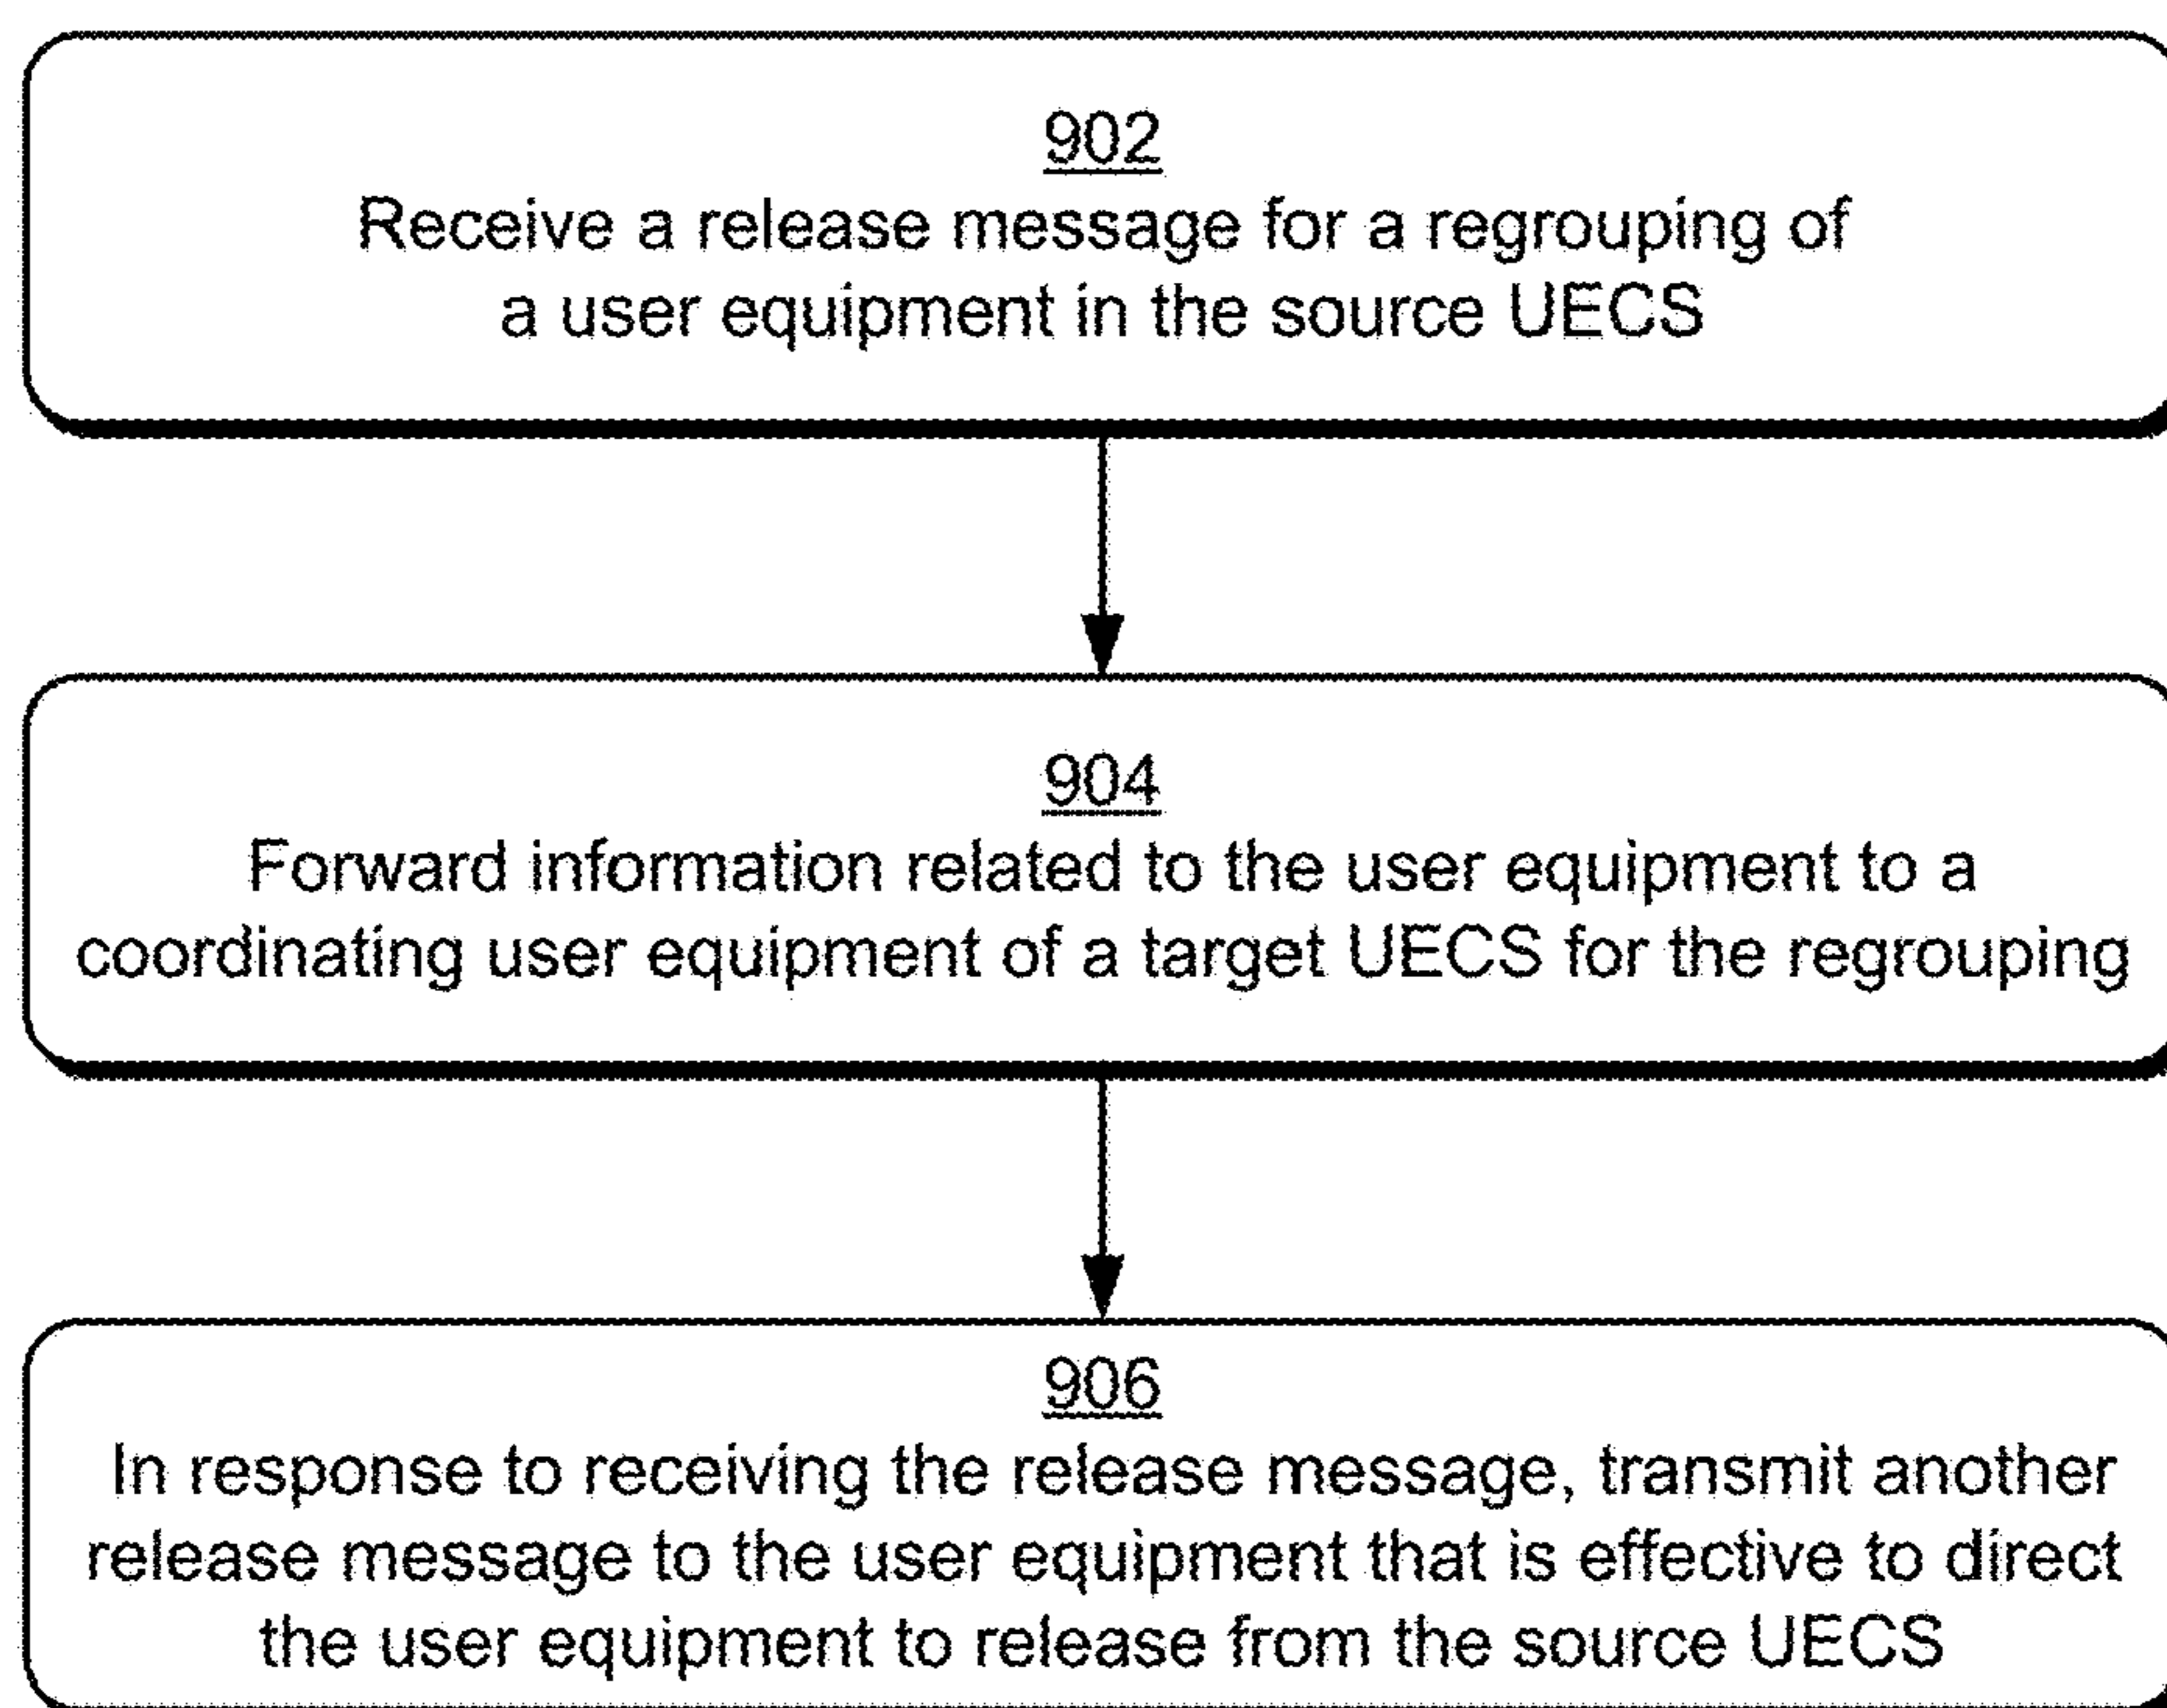 902
Receive a release message for a regrouping of
a user equipment in the source UECS
904
Forward information related to the user equipment to a
coordinating user equipment of a target UECS for the regrouping
906
In response to receiving the release message, transmit another
release message to the user equipment that is effective to direct
the user equipment to release from the source UECS